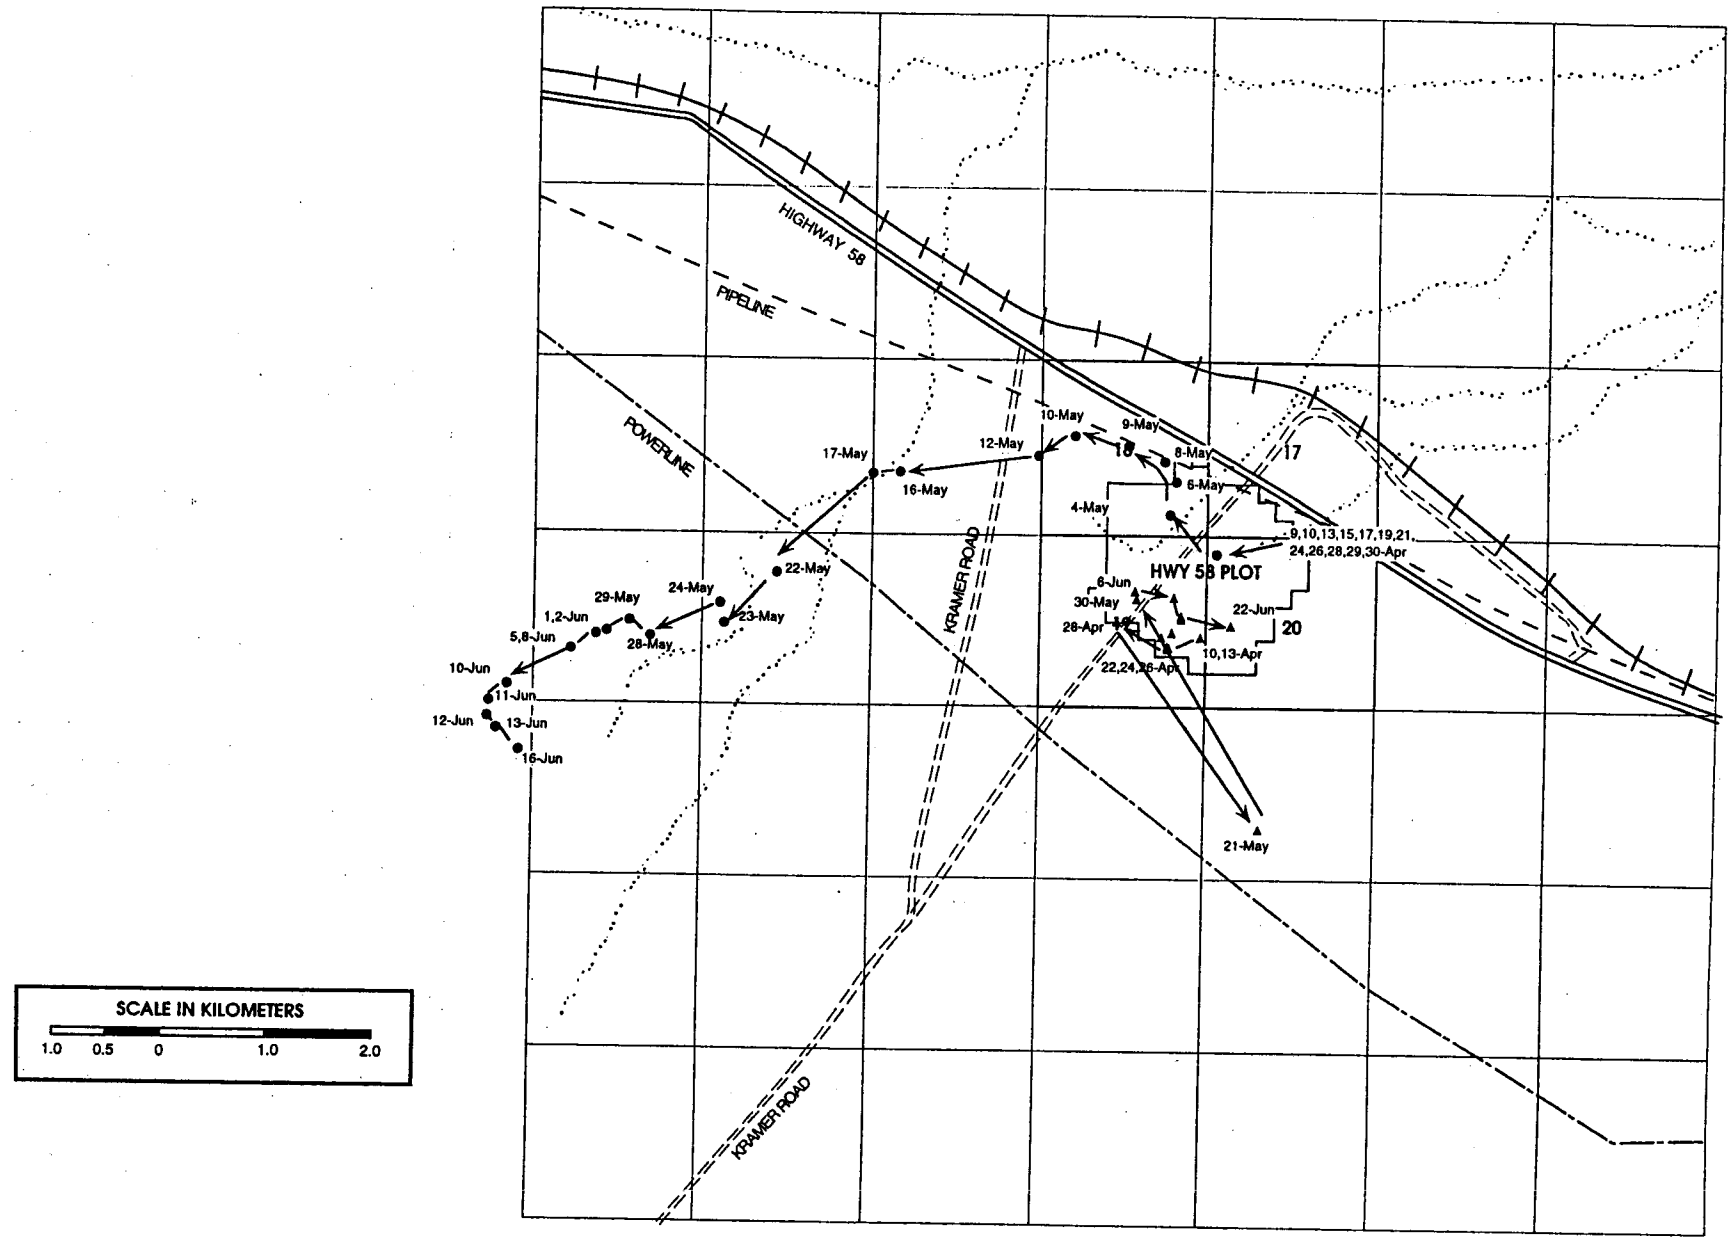 HIGHWAY 58
PIPELINE
POWERLINE
10-May
9-May
12-May
18
17
17-May
8-May
16-May
6-May
4-May
9,10,13,15,17,19,21,
24,26,28,29,30-Apr
KRAMER ROAD
HWY 58 PLOT
22-May
6-Jun
24-May
29-May
30-May
22-Jun
1,2-Jun
23-May
28-Apr
19
20
5,8-Jun
28-May
10,13-Apr
10-Jun
22,24,26-Apr
11-Jun
12-Jun
13-Jun
16-Jun
21-May
SCALE IN KILOMETERS
1.0 0.5 0 1.0 2.0
KRAMER ROAD